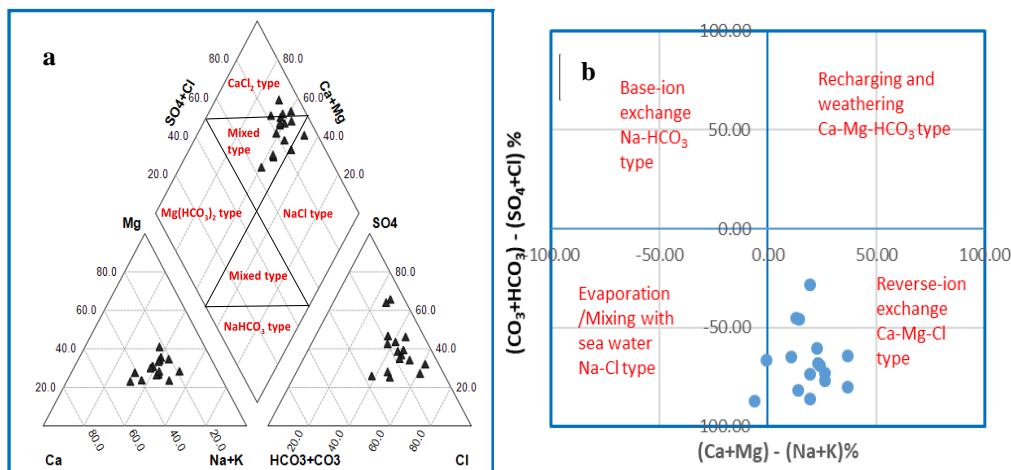 a
80.0
80.0
CaCl2 type
60.0
60.0
SO4+Cl
Ca+Mg
40.0
40.0
Mixed
type
20.0
20.0
Mg(HCO3)2 type
NaCl type
Mg
SO4
80.0
80.0
Mixed type
60.0
60.0
NaHCO3 type
40.0
40.0
20.0
20.0
80.0
60.0
40.0
20.0
20.0
40.0
60.0
80.0
Ca
Na+K
HCO3+CO3
Cl
b
100.00
Base-ion
exchange
Na-HCO3
type
Recharging and
weathering
Ca-Mg-HCO3 type
50.00
(CO3+HCO3) - (SO4+Cl) %
0.00
-100.00
-50.00
0.00
50.00
100.00
Evaporation
/Mixing with
sea water
Na-Cl type
Reverse-ion
exchange
Ca-Mg-Cl
type
-50.00
100.00
(Ca+Mg) - (Na+K)%